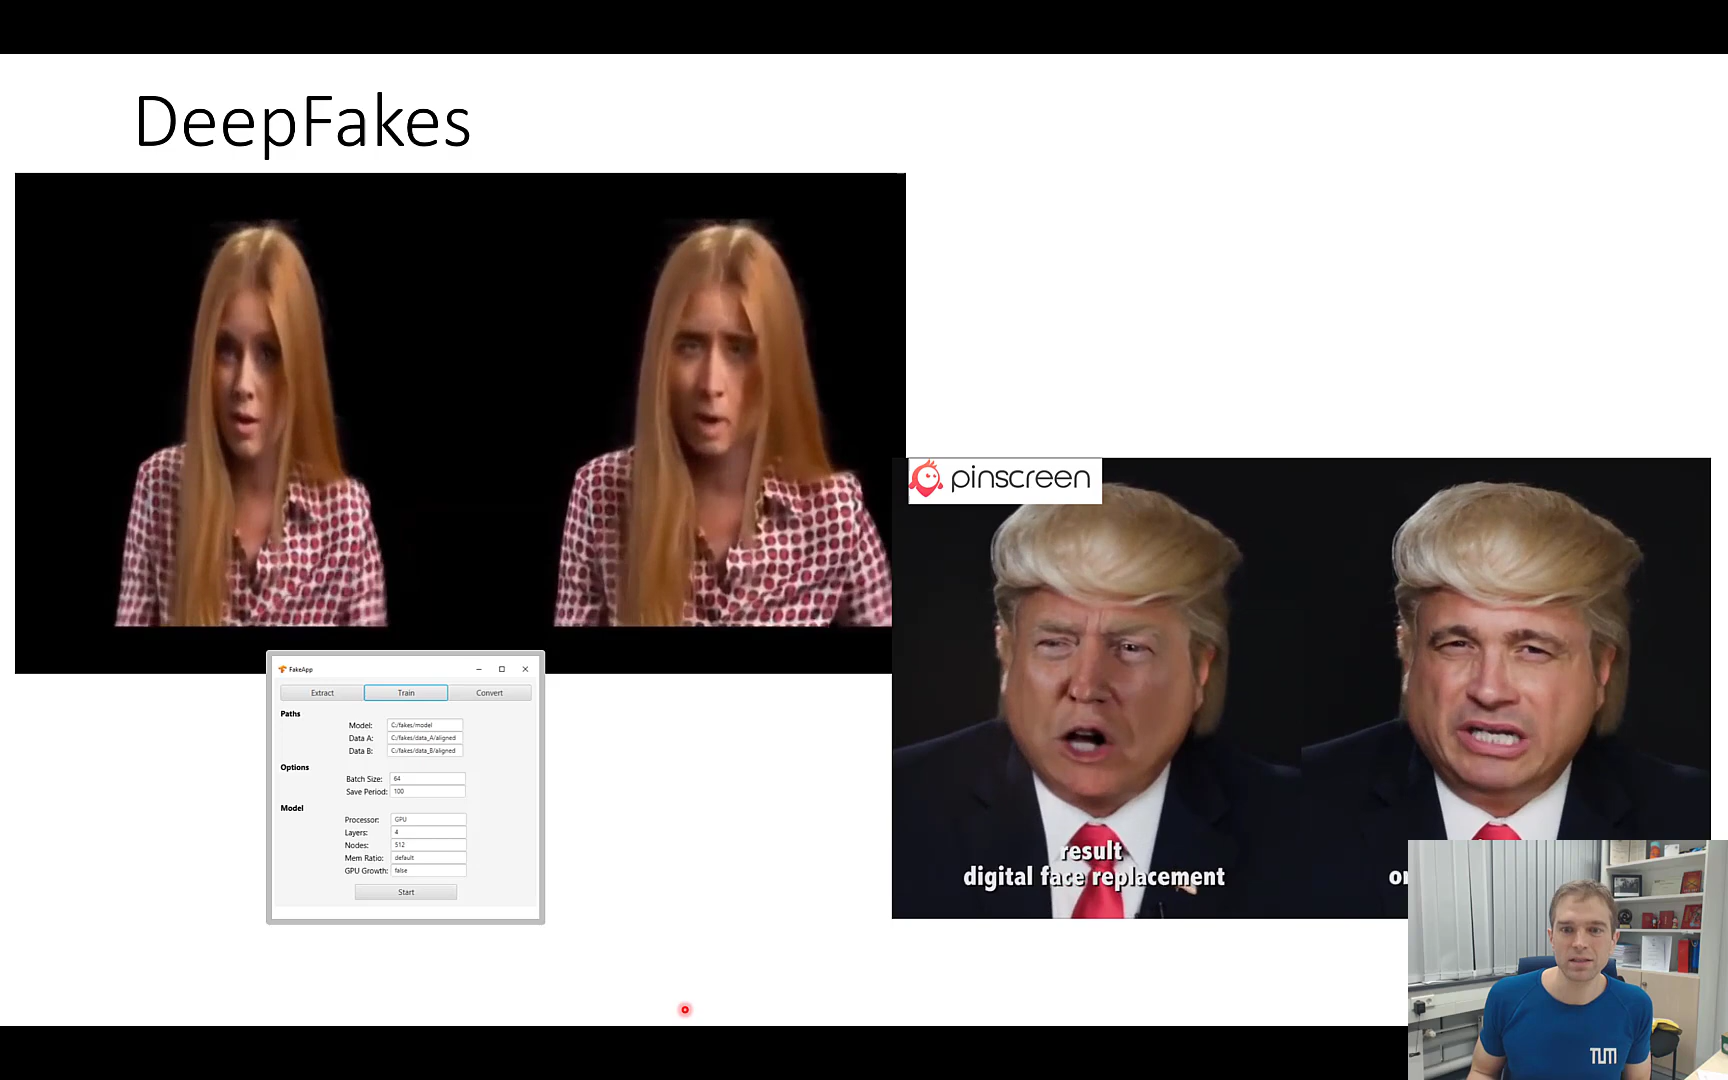 DeepFakes
pinscreen
result
digital face replacement
or
FakeApp
Extract Train Convert
Paths
Model: C:/fakes/model
Data A: C:/fakes/data_A/aligned
Data B: C:/fakes/data_B/aligned
Options
Batch Size: 64
Save Period: 100
Model
Processor: GPU
Layers: 4
Nodes: 512
Mem Ratio: default
GPU Growth: false
Start
TUM